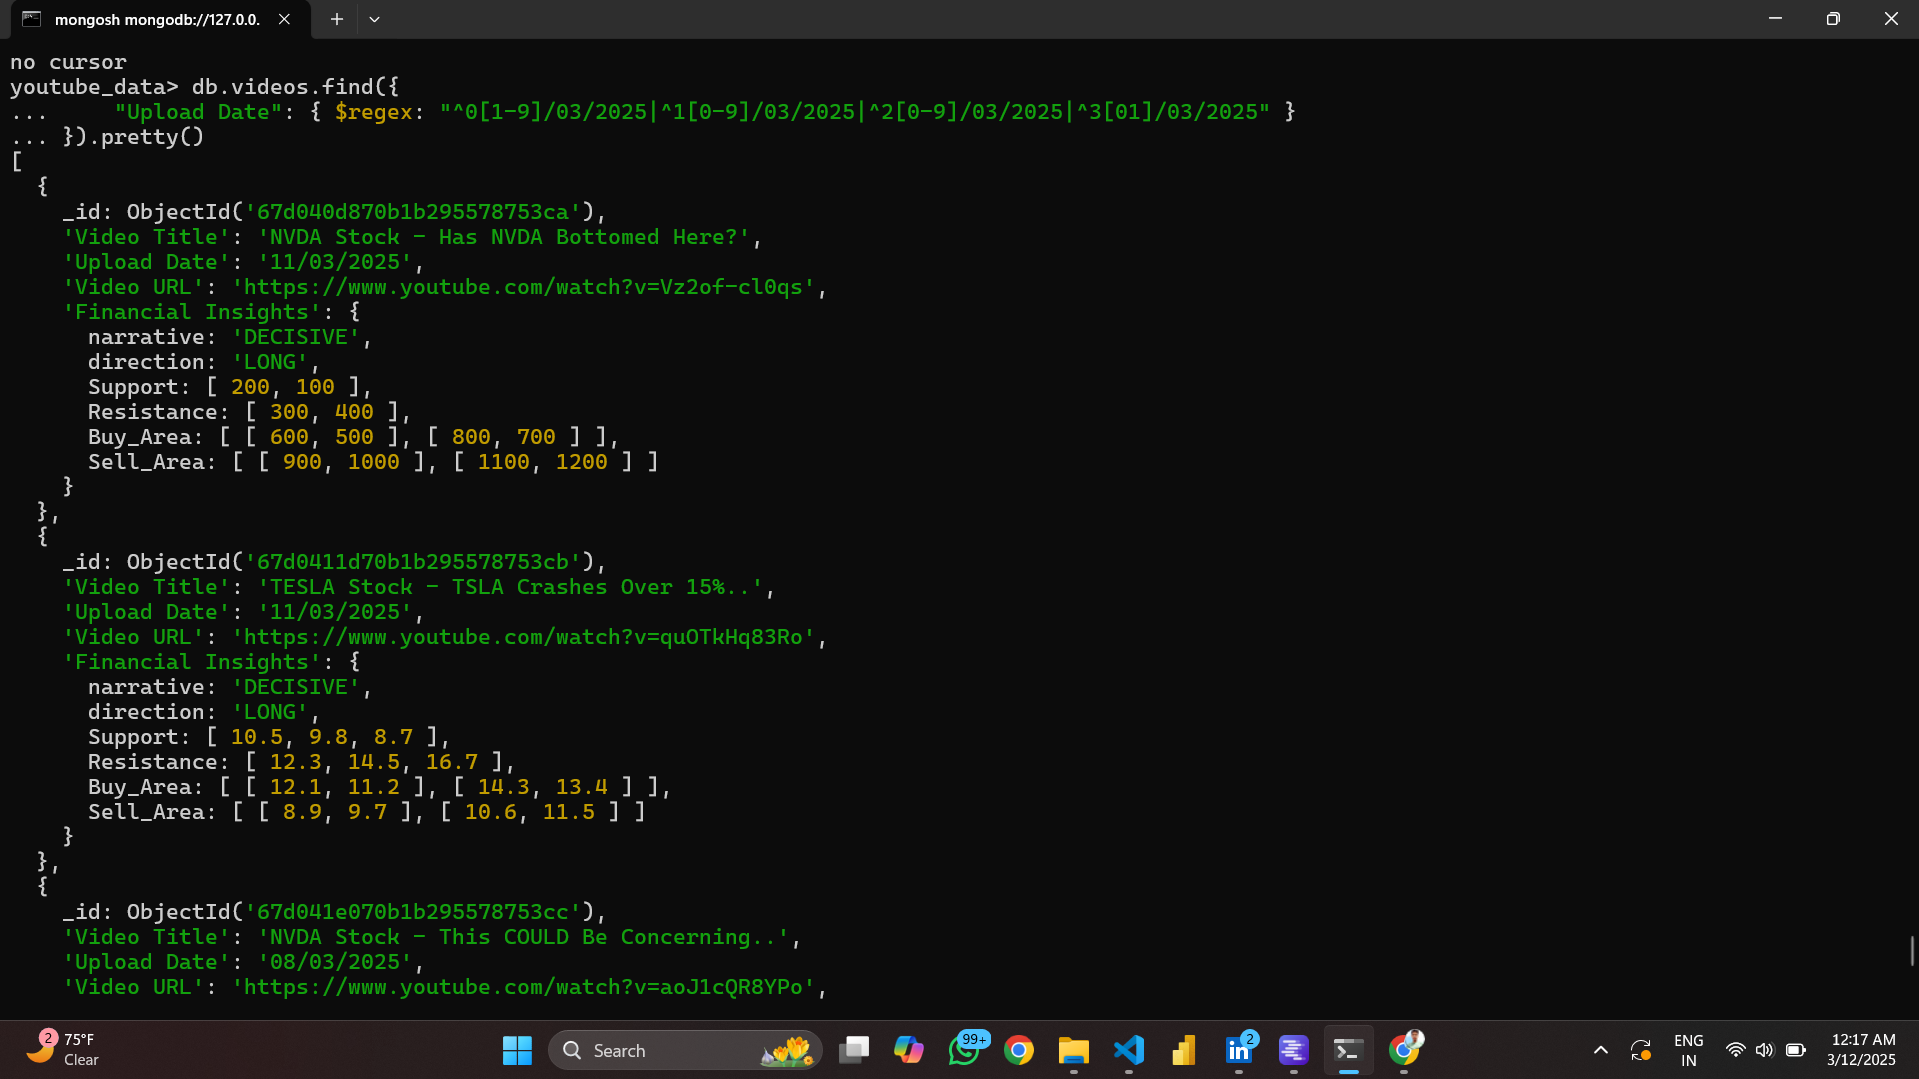 mongosh mongodb://127.0.0.
no cursor
youtube_data> db.videos.find({
...     "Upload Date": { $regex: "^0[1-9]/03/2025|^1[0-9]/03/2025|^2[0-9]/03/2025|^3[01]/03/2025" }
... }).pretty()
[
  {
    _id: ObjectId('67d040d870b1b295578753ca'),
    'Video Title': 'NVDA Stock - Has NVDA Bottomed Here?',
    'Upload Date': '11/03/2025',
    'Video URL': 'https://www.youtube.com/watch?v=Vz2of-cl0qs',
    'Financial Insights': {
      narrative: 'DECISIVE',
      direction: 'LONG',
      Support: [ 200, 100 ],
      Resistance: [ 300, 400 ],
      Buy_Area: [ [ 600, 500 ], [ 800, 700 ] ],
      Sell_Area: [ [ 900, 1000 ], [ 1100, 1200 ] ]
    }
  },
  {
    _id: ObjectId('67d0411d70b1b295578753cb'),
    'Video Title': 'TESLA Stock - TSLA Crashes Over 15%..',
    'Upload Date': '11/03/2025',
    'Video URL': 'https://www.youtube.com/watch?v=quOTkHq83Ro',
    'Financial Insights': {
      narrative: 'DECISIVE',
      direction: 'LONG',
      Support: [ 10.5, 9.8, 8.7 ],
      Resistance: [ 12.3, 14.5, 16.7 ],
      Buy_Area: [ [ 12.1, 11.2 ], [ 14.3, 13.4 ] ],
      Sell_Area: [ [ 8.9, 9.7 ], [ 10.6, 11.5 ] ]
    }
  },
  {
    _id: ObjectId('67d041e070b1b295578753cc'),
    'Video Title': 'NVDA Stock - This COULD Be Concerning..',
    'Upload Date': '08/03/2025',
    'Video URL': 'https://www.youtube.com/watch?v=aoJ1cQR8YPo',
2
75°F
Clear
Search
99+
in
2
ENG
IN
12:17 AM
3/12/2025